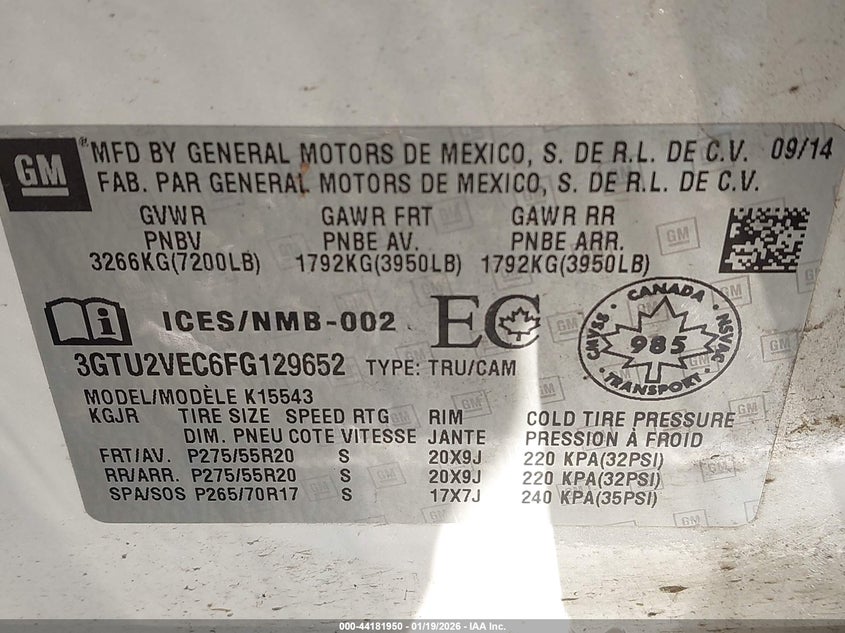 GM® MFD BY GENERAL MOTORS DE MEXICO, S. DE R.L. DE C.V. 09/14
FAB. PAR GENERAL MOTORS DE MEXICO, S. DE R.L. DE C.V.
GVWR GAWR FRT GAWR RR
PNBV PNBE AV. PNBE ARR.
3266KG(7200LB) 1792KG(3950LB) 1792KG(3950LB)
ICES/NMB-002 EC
CANADA
CMVSS 985 NSVAC
TRANSPORT
3GTU2VEC6FG129652 TYPE: TRU/CAM
MODEL/MODÈLE K15543
KGJR TIRE SIZE SPEED RTG RIM COLD TIRE PRESSURE
DIM. PNEU COTE VITESSE JANTE PRESSION À FROID
FRT/AV. P275/55R20 S 20X9J 220 KPA(32PSI)
RR/ARR. P275/55R20 S 20X9J 220 KPA(32PSI)
SPA/SOS P265/70R17 S 17X7J 240 KPA(35PSI)
000-44181950 - 01/19/2026 - IAA Inc.